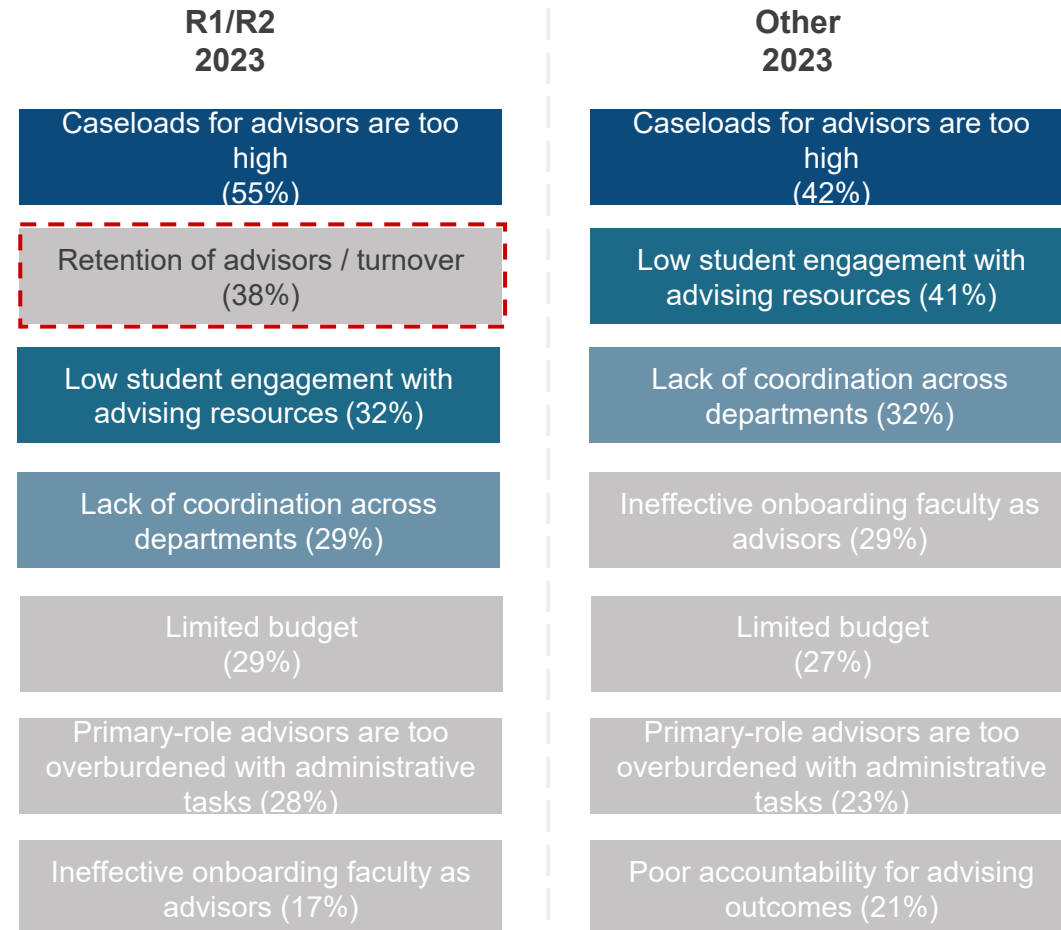 R1/R2
2023
Caseloads for advisors are too
high
(55%)
Retention of advisors / turnover
(38%)
Low student engagement with
advising resources (32%)
Lack of coordination across
departments (29%)
Limited budget
(29%)
Primary-role advisors are too
overburdened with administrative
tasks (28%)
Ineffective onboarding faculty as
advisors (17%)
Other
2023
Caseloads for advisors are too
high
(42%)
Low student engagement with
advising resources (41%)
Lack of coordination across
departments (32%)
Ineffective onboarding faculty as
advisors (29%)
Limited budget
(27%)
Primary-role advisors are too
overburdened with administrative
tasks (23%)
Poor accountability for advising
outcomes (21%)